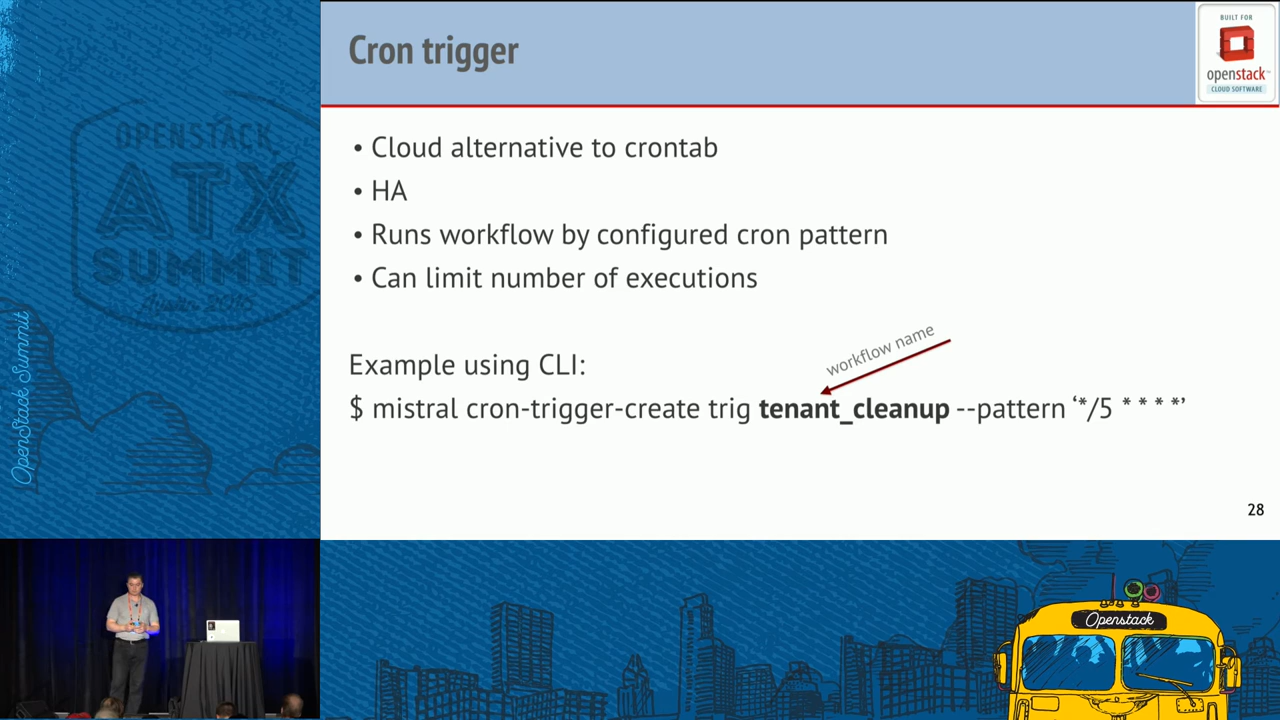 Cron trigger
BUILT FOR
openstack
CLOUD SOFTWARE
• Cloud alternative to crontab
• HA
• Runs workflow by configured cron pattern
• Can limit number of executions
Example using CLI:
workflow name
$ mistral cron-trigger-create trig tenant_cleanup --pattern ‘*/5 * * * *’
28
OPENSTACK
ATX
SUMMIT
Austin 2016
OpenStack Summit
Openstack